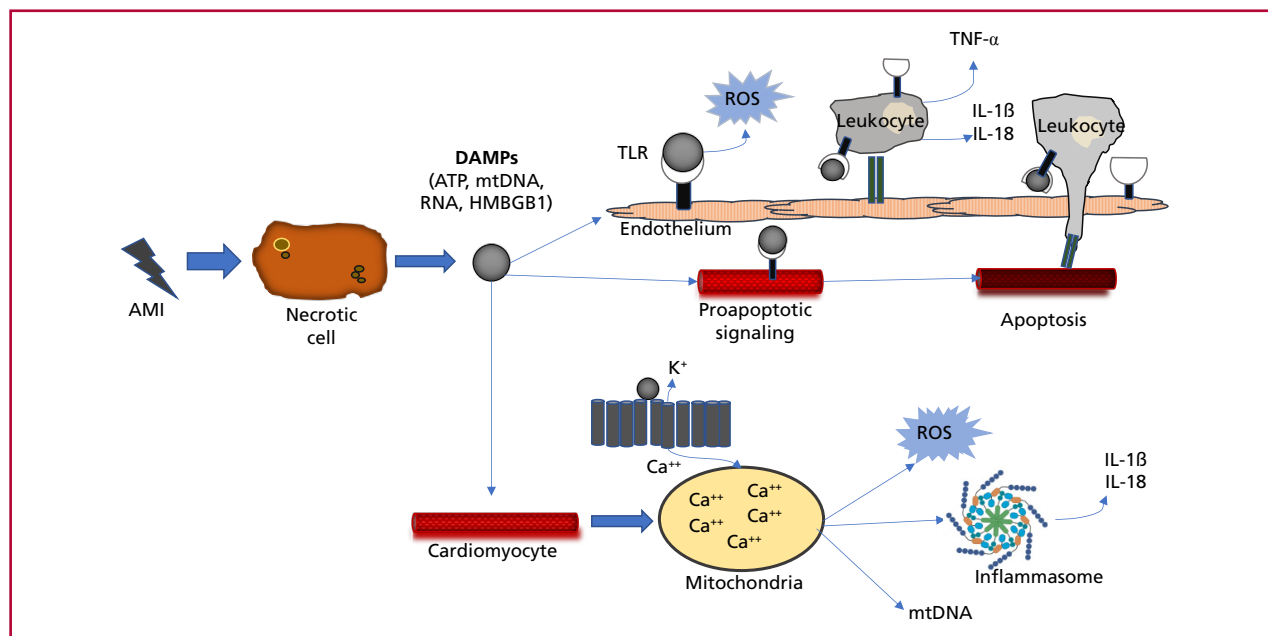 TNF-α
ROS
Leukocyte
IL-1ß
IL-18
Leukocyte
TLR
DAMPs
(ATP, mtDNA,
RNA, HMBGB1)
Endothelium
AMI
Necrotic
cell
Proapoptotic
signaling
Apoptosis
K⁺
Ca⁺⁺
ROS
IL-1ß
IL-18
Ca⁺⁺
Ca⁺⁺
Ca⁺⁺
Ca⁺⁺
Ca⁺⁺
Cardiomyocyte
Mitochondria
Inflammasome
mtDNA